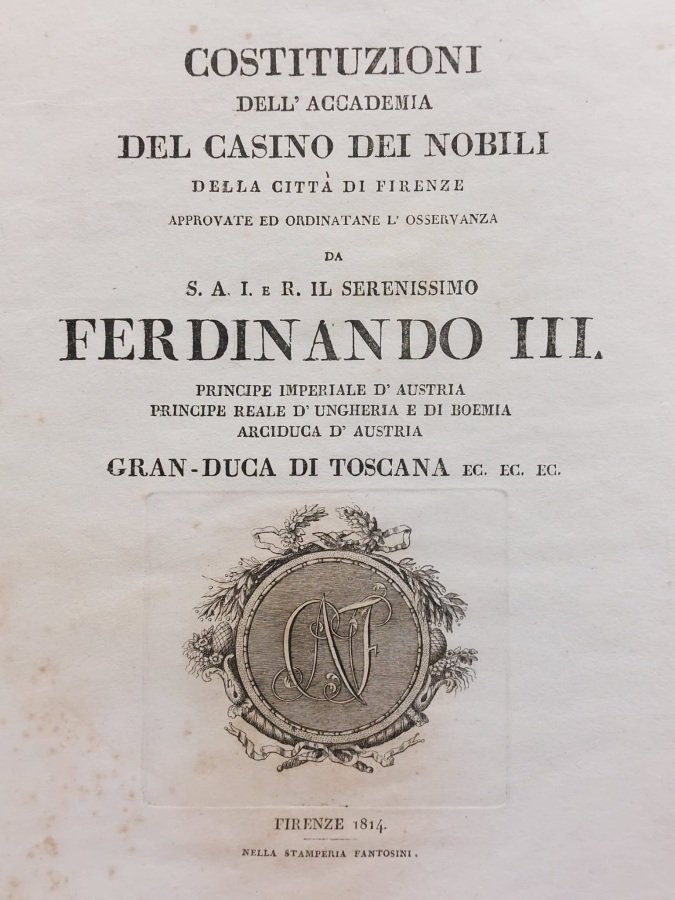 COSTITUZIONI
DELL' ACCADEMIA
DEL CASINO DEI NOBILI
DELLA CITTÀ DI FIRENZE
APPROVATE ED ORDINATANE L' OSSERVANZA
DA
S. A. I. E R. IL SERENISSIMO
FERDINANDO III.
PRINCIPE IMPERIALE D' AUSTRIA
PRINCIPE REALE D' UNGHERIA E DI BOEMIA
ARCIDUCA D' AUSTRIA
GRAN-DUCA DI TOSCANA EC. EC. EC.
CNF
FIRENZE 1814.
NELLA STAMPERIA FANTOSINI.